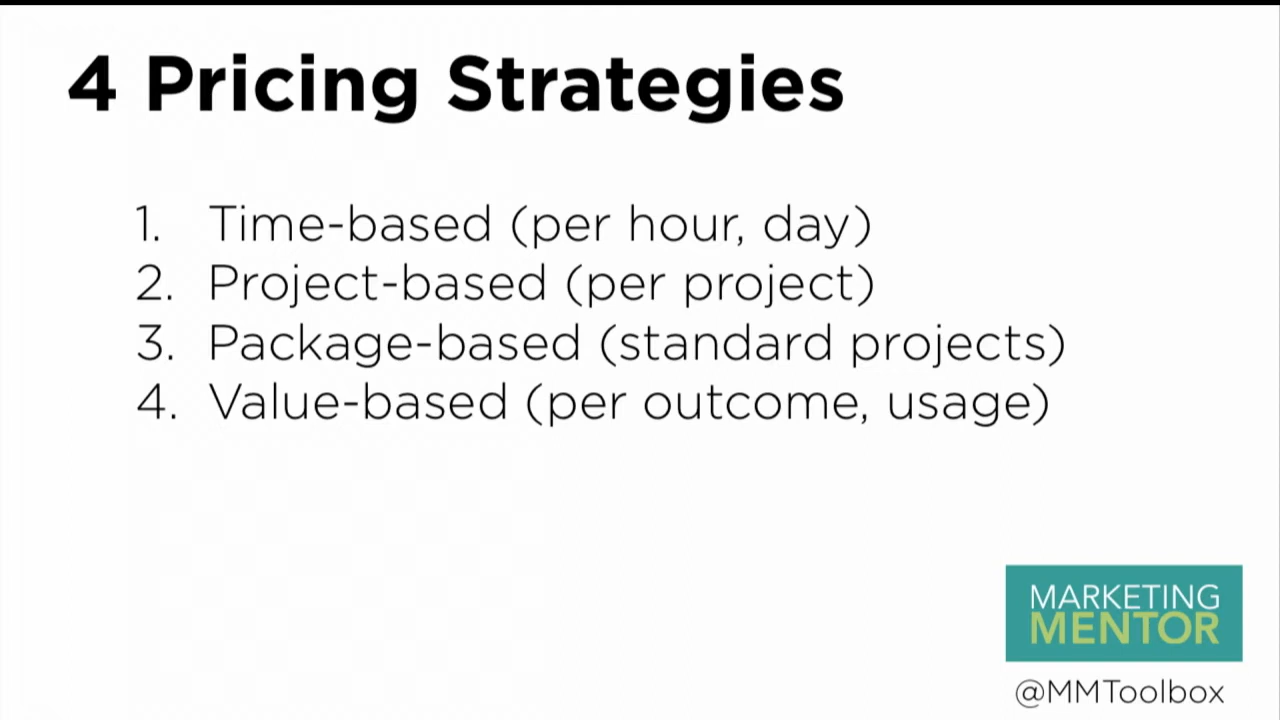 4 Pricing Strategies
1. Time-based (per hour, day)
2. Project-based (per project)
3. Package-based (standard projects)
4. Value-based (per outcome, usage)
MARKETING
MENTOR
@MMToolbox